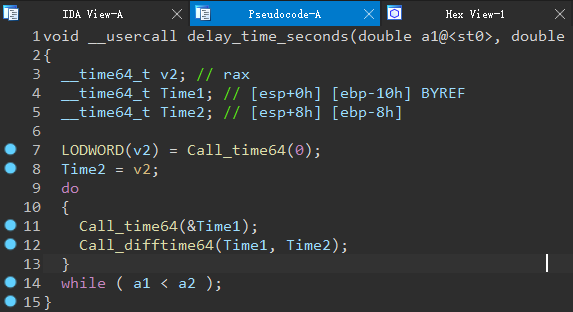 IDA View-A Pseudocode-A Hex View-1
1 void __usercall delay_time_seconds(double a1@<st0>, double
2 {
3   __time64_t v2; // rax
4   __time64_t Time1; // [esp+0h] [ebp-10h] BYREF
5   __time64_t Time2; // [esp+8h] [ebp-8h]
6
7   LODWORD(v2) = Call_time64(0);
8   Time2 = v2;
9   do
10   {
11     Call_time64(&Time1);
12     Call_difftime64(Time1, Time2);
13   }
14   while ( a1 < a2 );
15 }